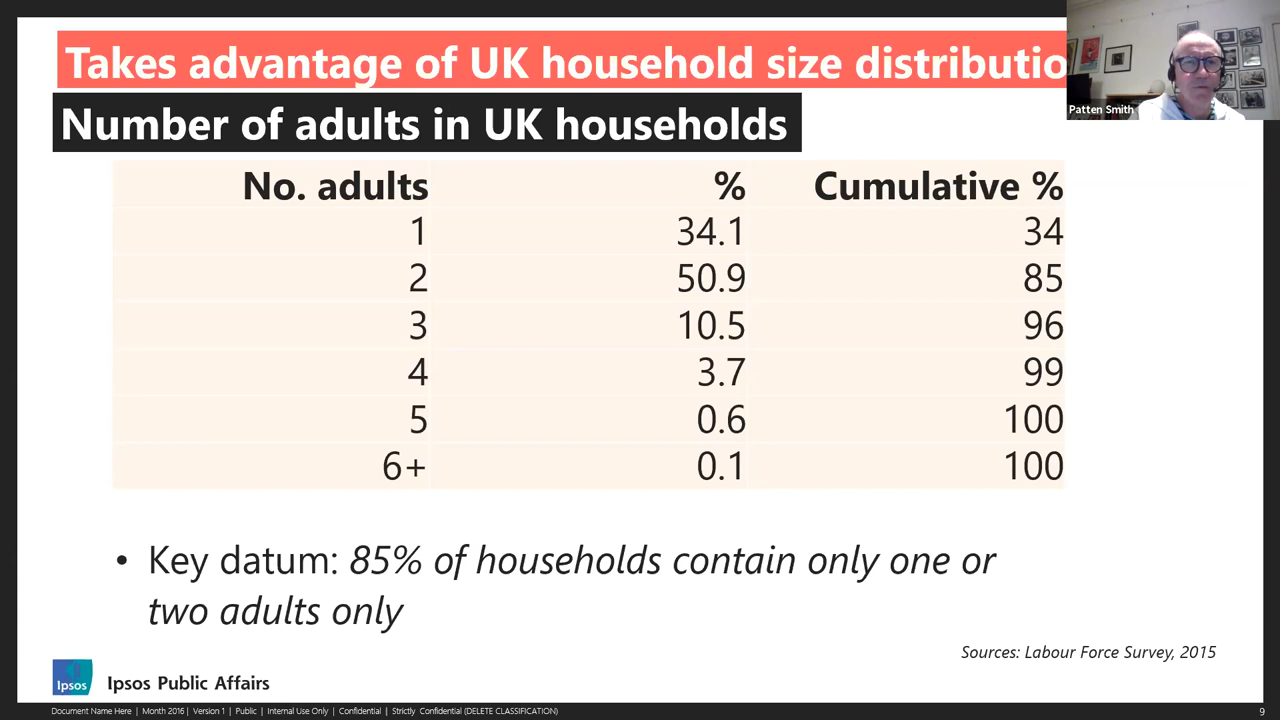 Takes advantage of UK household size distributio
Patten Smith
Number of adults in UK households
No. adults % Cumulative %
1 34.1 34
2 50.9 85
3 10.5 96
4 3.7 99
5 0.6 100
6+ 0.1 100
• Key datum: 85% of households contain only one or
two adults only
Sources: Labour Force Survey, 2015
Ipsos Ipsos Public Affairs
Document Name Here | Month 2016 | Version 1 | Public | Internal Use Only | Confidential | Strictly Confidential (DELETE CLASSIFICATION) 9